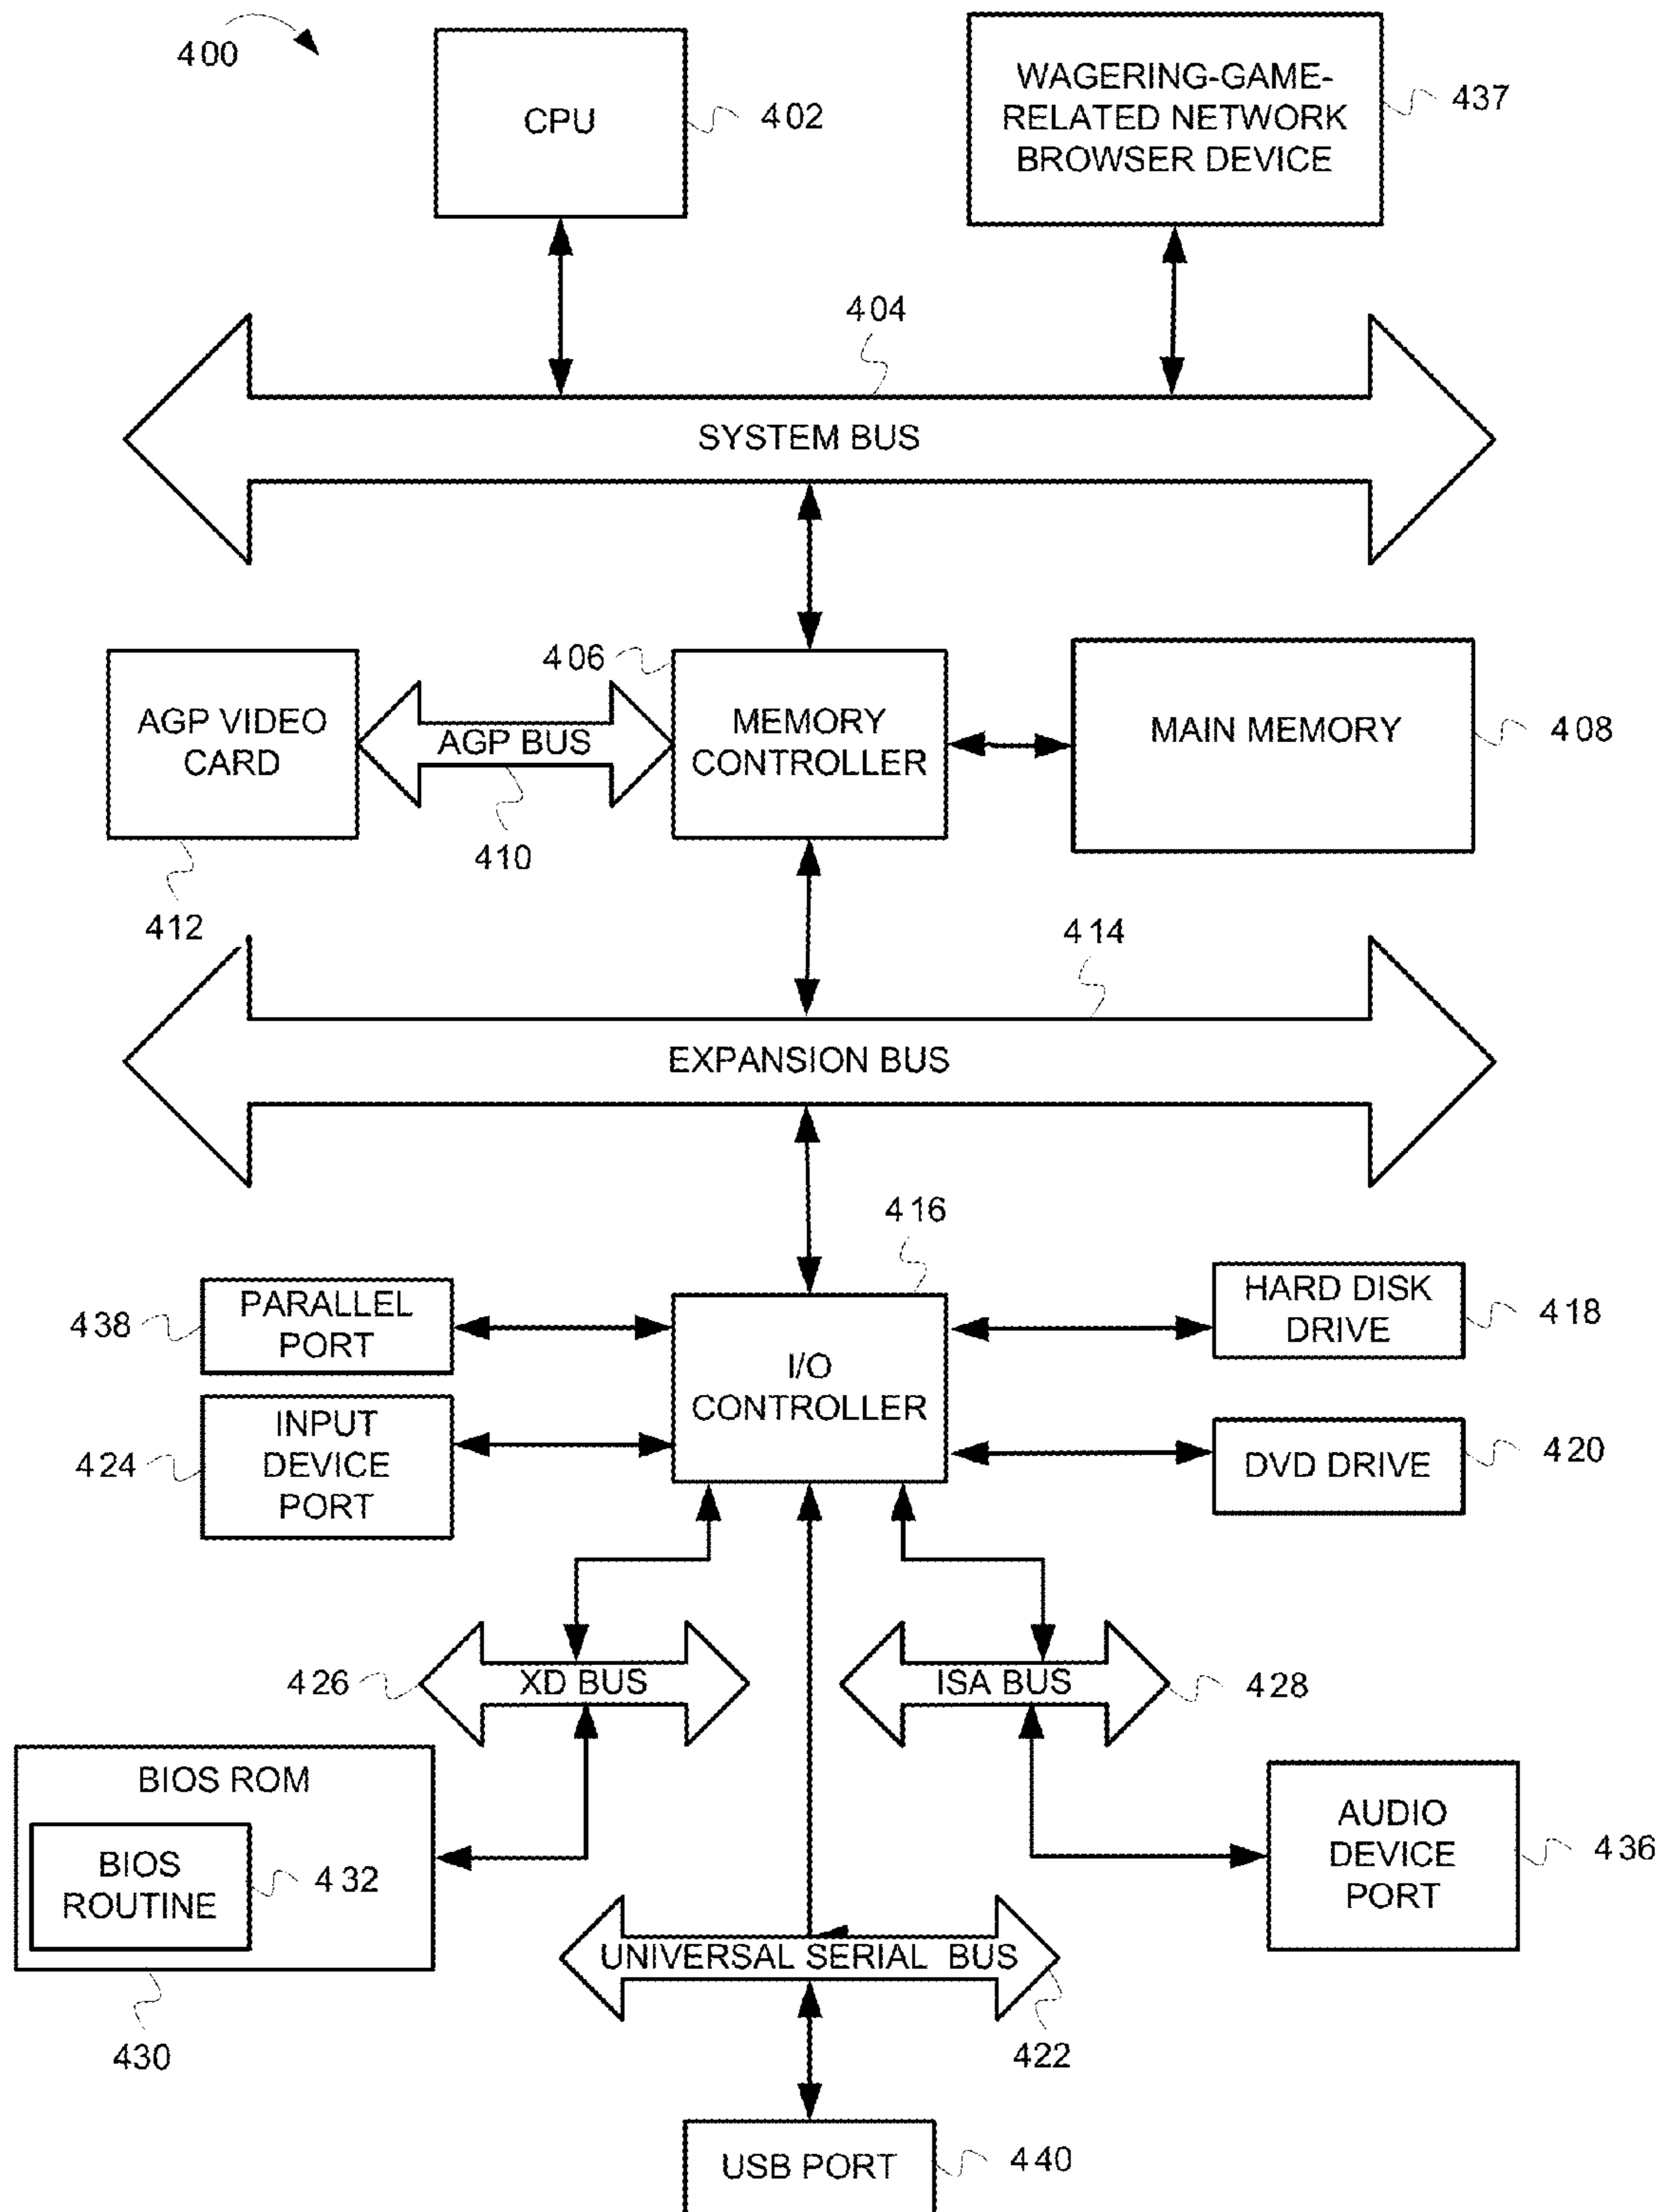 400
CPU
402
WAGERING-GAME-
RELATED NETWORK
BROWSER DEVICE
437
404
SYSTEM BUS
AGP VIDEO
CARD
412
AGP BUS
410
406
MEMORY
CONTROLLER
MAIN MEMORY
408
414
EXPANSION BUS
416
PARALLEL
PORT
438
I/O
CONTROLLER
HARD DISK
DRIVE
418
INPUT
DEVICE
PORT
424
DVD DRIVE
420
426
XD BUS
ISA BUS
428
BIOS ROM
BIOS
ROUTINE
432
430
AUDIO
DEVICE
PORT
436
UNIVERSAL SERIAL BUS
422
USB PORT
440